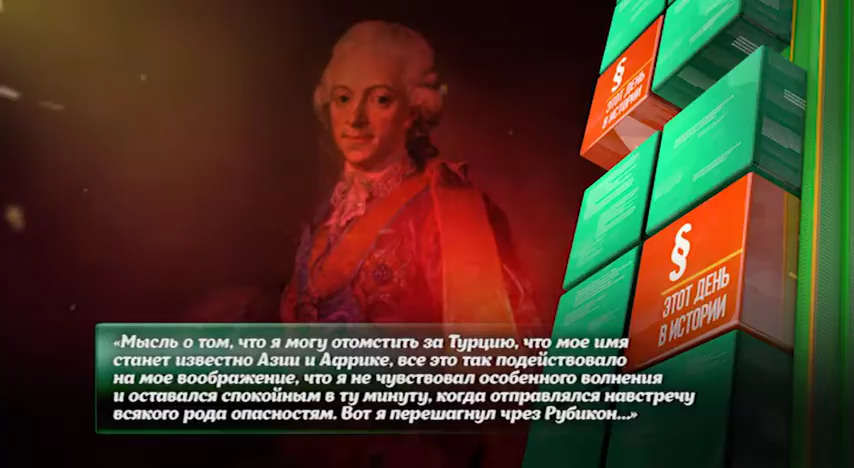 §
ЭТОТ ДЕНЬ
В ИСТОРИИ
§
ЭТОТ ДЕНЬ
В ИСТОРИИ
«Мысль о том, что я могу отомстить за Турцию, что мое имя
станет известно Азии и Африке, все это так подействовало
на мое воображение, что я не чувствовал особенного волнения
и оставался спокойным в ту минуту, когда отправлялся навстречу
всякого рода опасностям. Вот я перешагнул чрез Рубикон...»